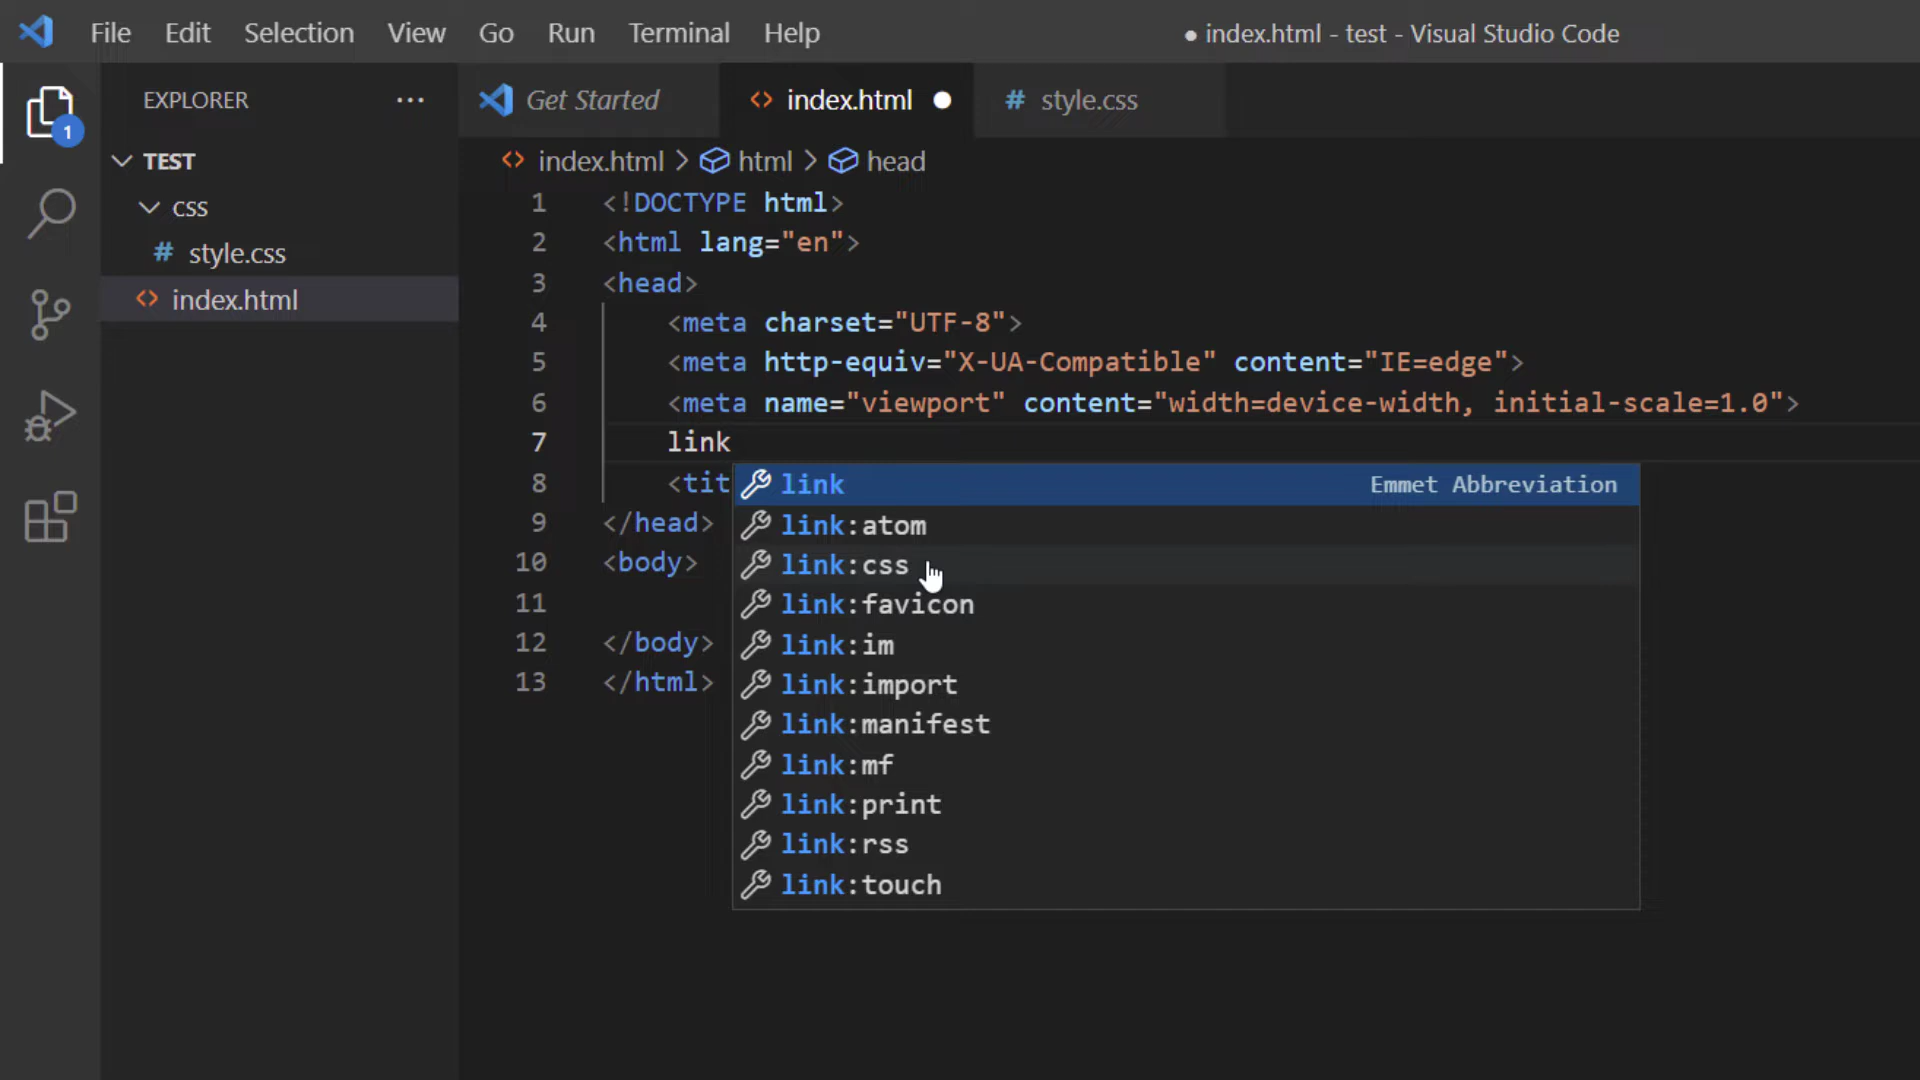 File Edit Selection View Go Run Terminal Help
● index.html - test - Visual Studio Code
1
EXPLORER ···
TEST
css
# style.css
<> index.html
Get Started
<> index.html ●
# style.css
<> index.html > html > head
1 <!DOCTYPE html>
2 <html lang="en">
3 <head>
4 <meta charset="UTF-8">
5 <meta http-equiv="X-UA-Compatible" content="IE=edge">
6 <meta name="viewport" content="width=device-width, initial-scale=1.0">
7 link
8 <tit
9 </head>
10 <body>
11
12 </body>
13 </html>
link Emmet Abbreviation
link:atom
link:css
link:favicon
link:im
link:import
link:manifest
link:mf
link:print
link:rss
link:touch